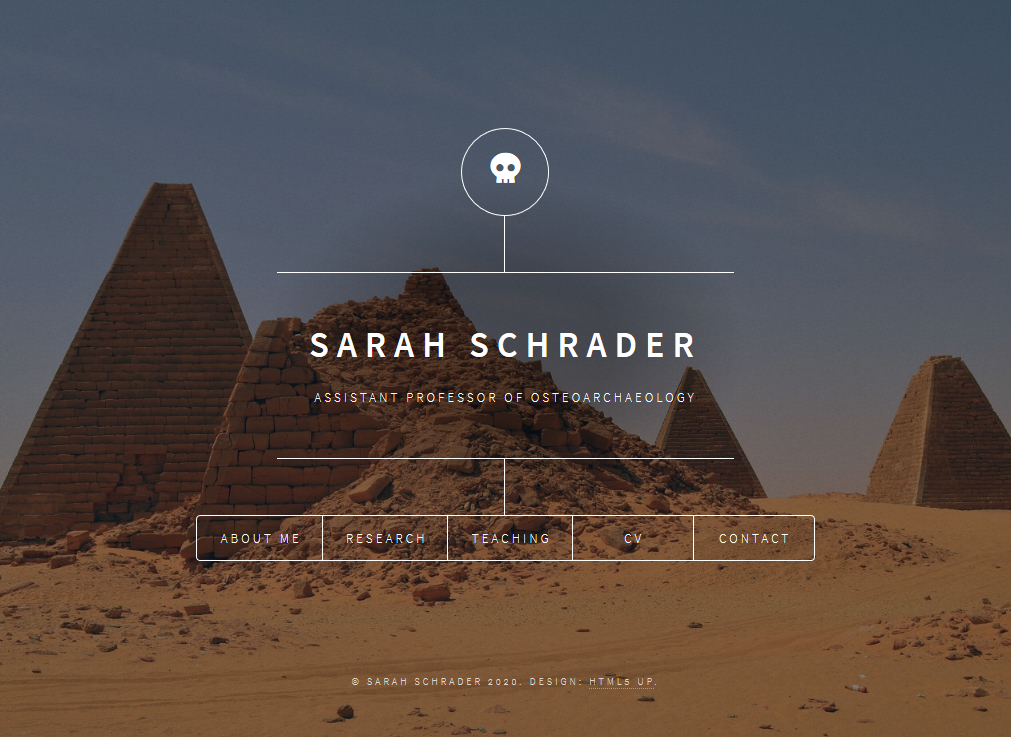 SARAH SCHRADER
ASSISTANT PROFESSOR OF OSTEOARCHAEOLOGY
ABOUT ME RESEARCH TEACHING CV CONTACT
© SARAH SCHRADER 2020. DESIGN: HTML5 UP.